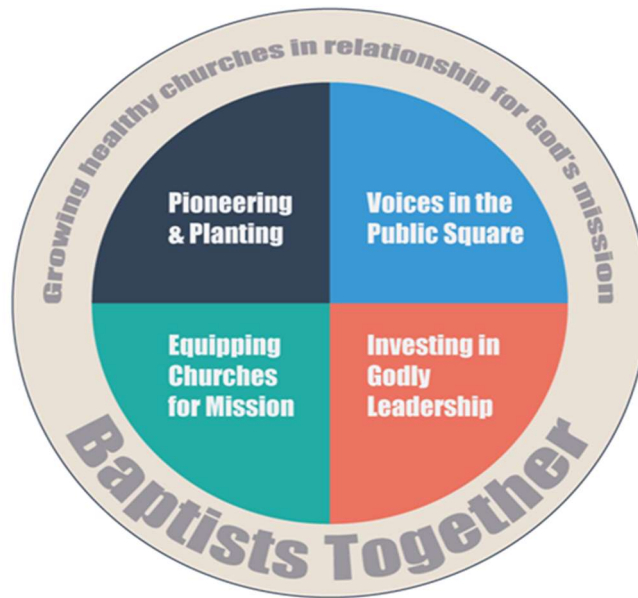 Growing healthy churches in relationship for God's mission
Pioneering
& Planting
Voices in the
Public Square
Equipping
Churches
for Mission
Investing in
Godly
Leadership
Baptists Together